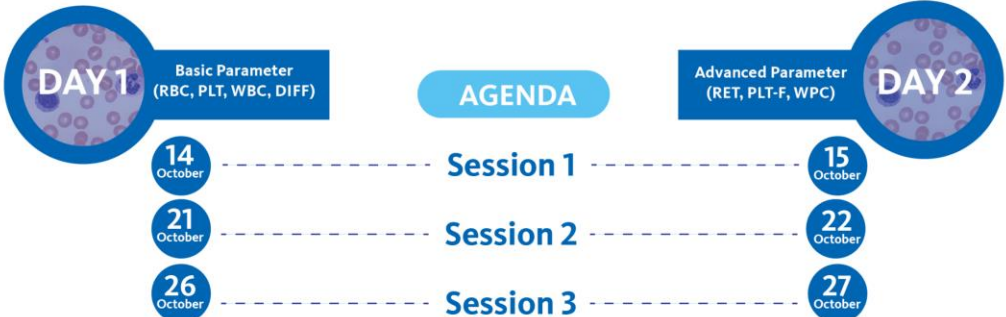 DAY 1
Basic Parameter
(RBC, PLT, WBC, DIFF)
AGENDA
Advanced Parameter
(RET, PLT-F, WPC)
DAY 2
14
October
Session 1
15
October
21
October
Session 2
22
October
26
October
Session 3
27
October